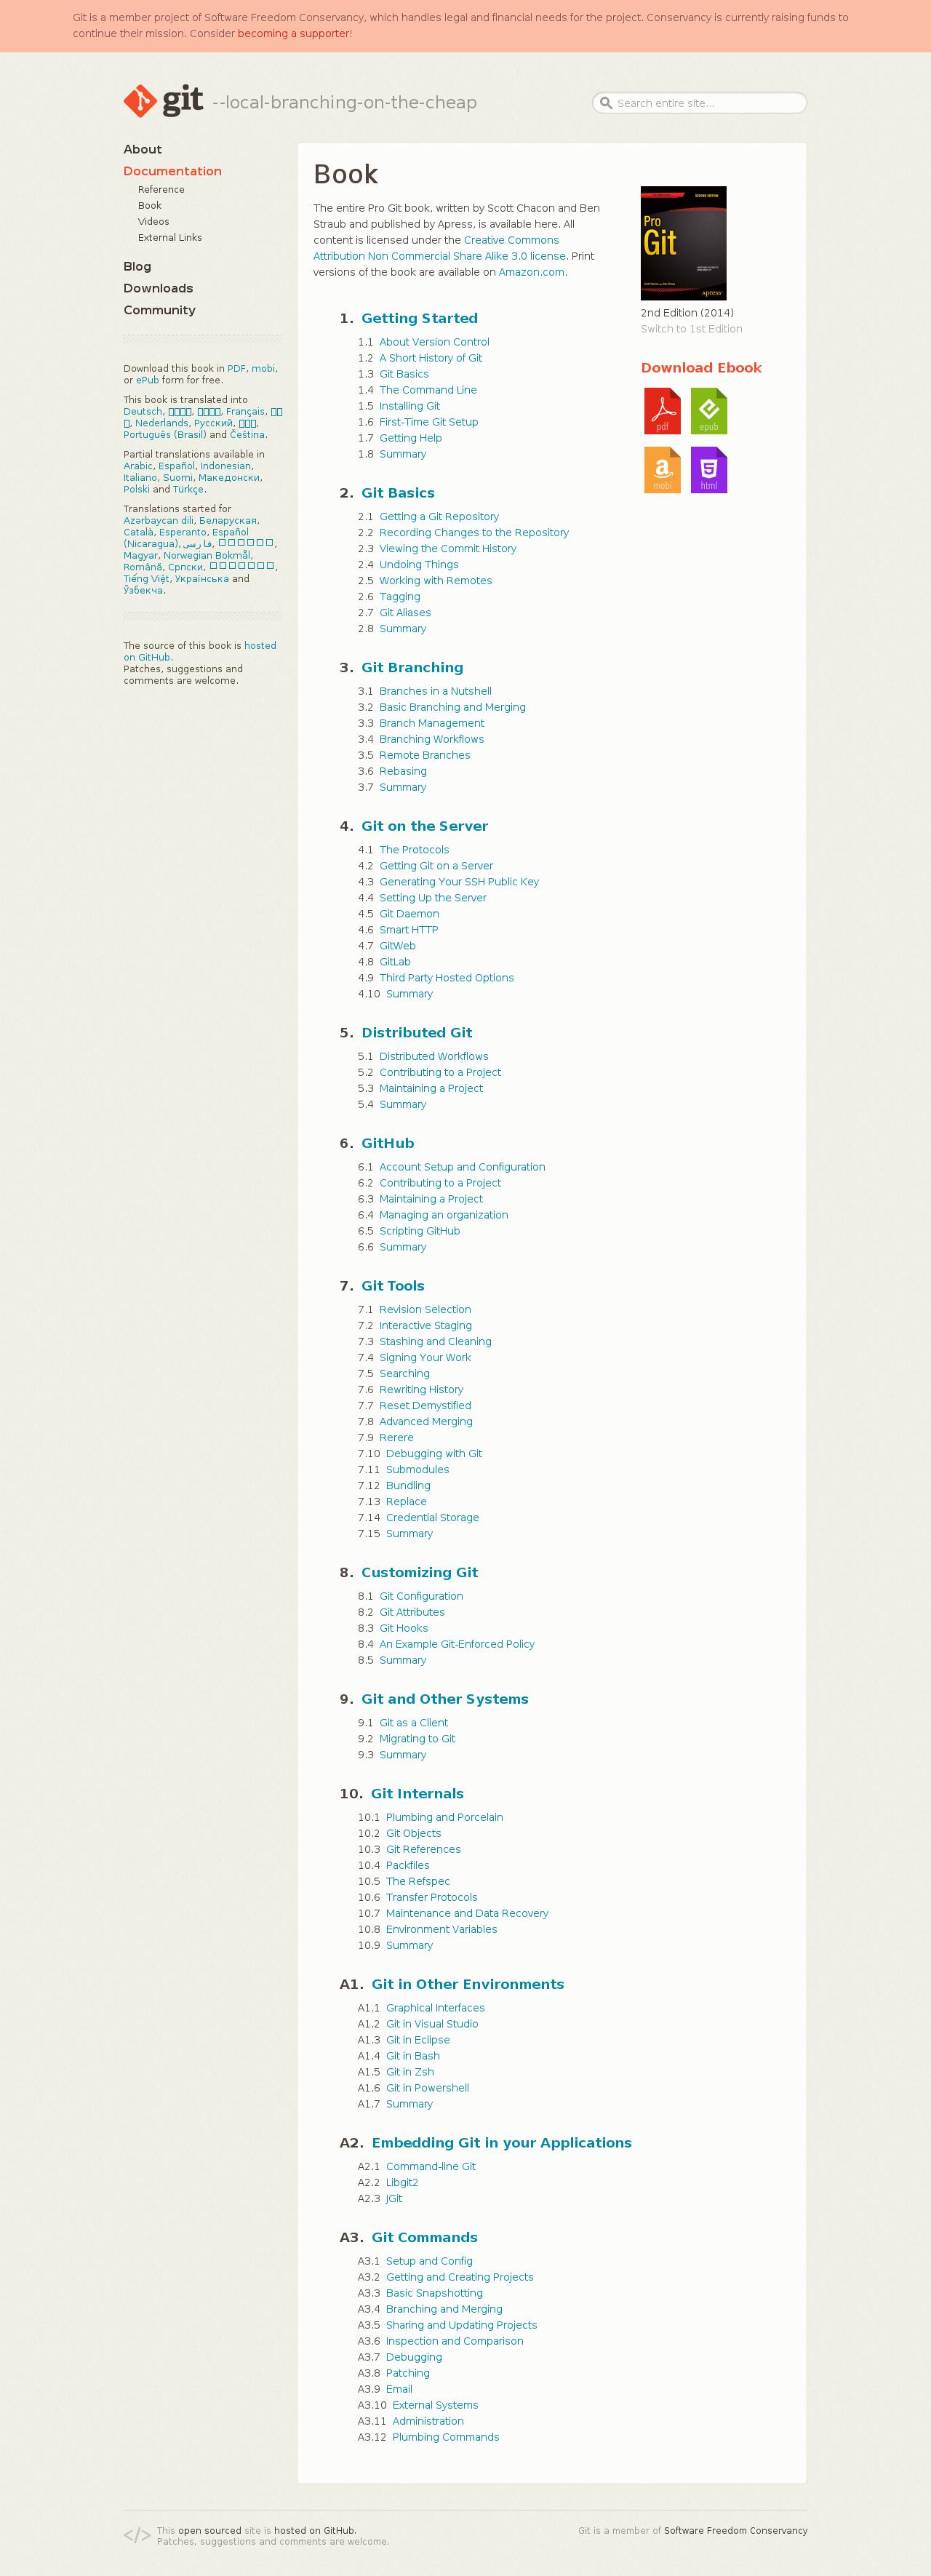 Git is a member project of Software Freedom Conservancy, which handles legal and financial needs for the project. Conservancy is currently raising funds to
continue their mission. Consider becoming a supporter!
git --local-branching-on-the-cheap
Search entire site...
About
Documentation
Reference
Book
Videos
External Links
Blog
Downloads
Community
Download this book in PDF, mobi,
or ePub form for free.
This book is translated into
Deutsch, , , Français,
, Nederlands, Русский, ,
Português (Brasil) and Čeština.
Partial translations available in
Arabic, Español, Indonesian,
Italiano, Suomi, Македонски,
Polski and Türkçe.
Translations started for
Azərbaycan dili, Беларуская,
Català, Esperanto, Español
(Nicaragua), فارسی, ,
Magyar, Norwegian Bokmål,
Română, Српски, ,
Tiếng Việt, Українська and
Ўзбекча.
The source of this book is hosted
on GitHub.
Patches, suggestions and
comments are welcome.
Book
The entire Pro Git book, written by Scott Chacon and Ben
Straub and published by Apress, is available here. All
content is licensed under the Creative Commons
Attribution Non Commercial Share Alike 3.0 license. Print
versions of the book are available on Amazon.com.
Pro
Git
Apress
2nd Edition (2014)
Switch to 1st Edition
Download Ebook
pdf
epub
mobi
html
1. Getting Started
1.1 About Version Control
1.2 A Short History of Git
1.3 Git Basics
1.4 The Command Line
1.5 Installing Git
1.6 First-Time Git Setup
1.7 Getting Help
1.8 Summary
2. Git Basics
2.1 Getting a Git Repository
2.2 Recording Changes to the Repository
2.3 Viewing the Commit History
2.4 Undoing Things
2.5 Working with Remotes
2.6 Tagging
2.7 Git Aliases
2.8 Summary
3. Git Branching
3.1 Branches in a Nutshell
3.2 Basic Branching and Merging
3.3 Branch Management
3.4 Branching Workflows
3.5 Remote Branches
3.6 Rebasing
3.7 Summary
4. Git on the Server
4.1 The Protocols
4.2 Getting Git on a Server
4.3 Generating Your SSH Public Key
4.4 Setting Up the Server
4.5 Git Daemon
4.6 Smart HTTP
4.7 GitWeb
4.8 GitLab
4.9 Third Party Hosted Options
4.10 Summary
5. Distributed Git
5.1 Distributed Workflows
5.2 Contributing to a Project
5.3 Maintaining a Project
5.4 Summary
6. GitHub
6.1 Account Setup and Configuration
6.2 Contributing to a Project
6.3 Maintaining a Project
6.4 Managing an organization
6.5 Scripting GitHub
6.6 Summary
7. Git Tools
7.1 Revision Selection
7.2 Interactive Staging
7.3 Stashing and Cleaning
7.4 Signing Your Work
7.5 Searching
7.6 Rewriting History
7.7 Reset Demystified
7.8 Advanced Merging
7.9 Rerere
7.10 Debugging with Git
7.11 Submodules
7.12 Bundling
7.13 Replace
7.14 Credential Storage
7.15 Summary
8. Customizing Git
8.1 Git Configuration
8.2 Git Attributes
8.3 Git Hooks
8.4 An Example Git-Enforced Policy
8.5 Summary
9. Git and Other Systems
9.1 Git as a Client
9.2 Migrating to Git
9.3 Summary
10. Git Internals
10.1 Plumbing and Porcelain
10.2 Git Objects
10.3 Git References
10.4 Packfiles
10.5 The Refspec
10.6 Transfer Protocols
10.7 Maintenance and Data Recovery
10.8 Environment Variables
10.9 Summary
A1. Git in Other Environments
A1.1 Graphical Interfaces
A1.2 Git in Visual Studio
A1.3 Git in Eclipse
A1.4 Git in Bash
A1.5 Git in Zsh
A1.6 Git in Powershell
A1.7 Summary
A2. Embedding Git in your Applications
A2.1 Command-line Git
A2.2 Libgit2
A2.3 JGit
A3. Git Commands
A3.1 Setup and Config
A3.2 Getting and Creating Projects
A3.3 Basic Snapshotting
A3.4 Branching and Merging
A3.5 Sharing and Updating Projects
A3.6 Inspection and Comparison
A3.7 Debugging
A3.8 Patching
A3.9 Email
A3.10 External Systems
A3.11 Administration
A3.12 Plumbing Commands
</> This open sourced site is hosted on GitHub.
Patches, suggestions and comments are welcome.
Git is a member of Software Freedom Conservancy